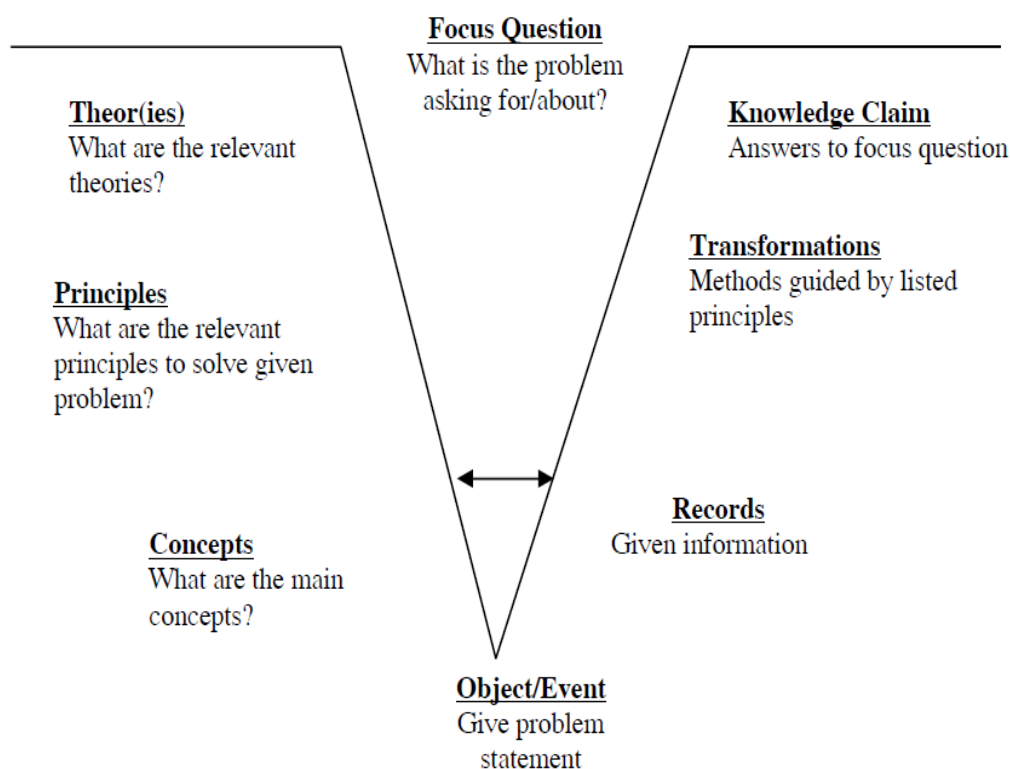 Focus Question
What is the problem
asking for/about?
Theor(ies)
What are the relevant
theories?
Principles
What are the relevant
principles to solve given
problem?
Concepts
What are the main
concepts?
Knowledge Claim
Answers to focus question
Transformations
Methods guided by listed
principles
Records
Given information
Object/Event
Give problem
statement